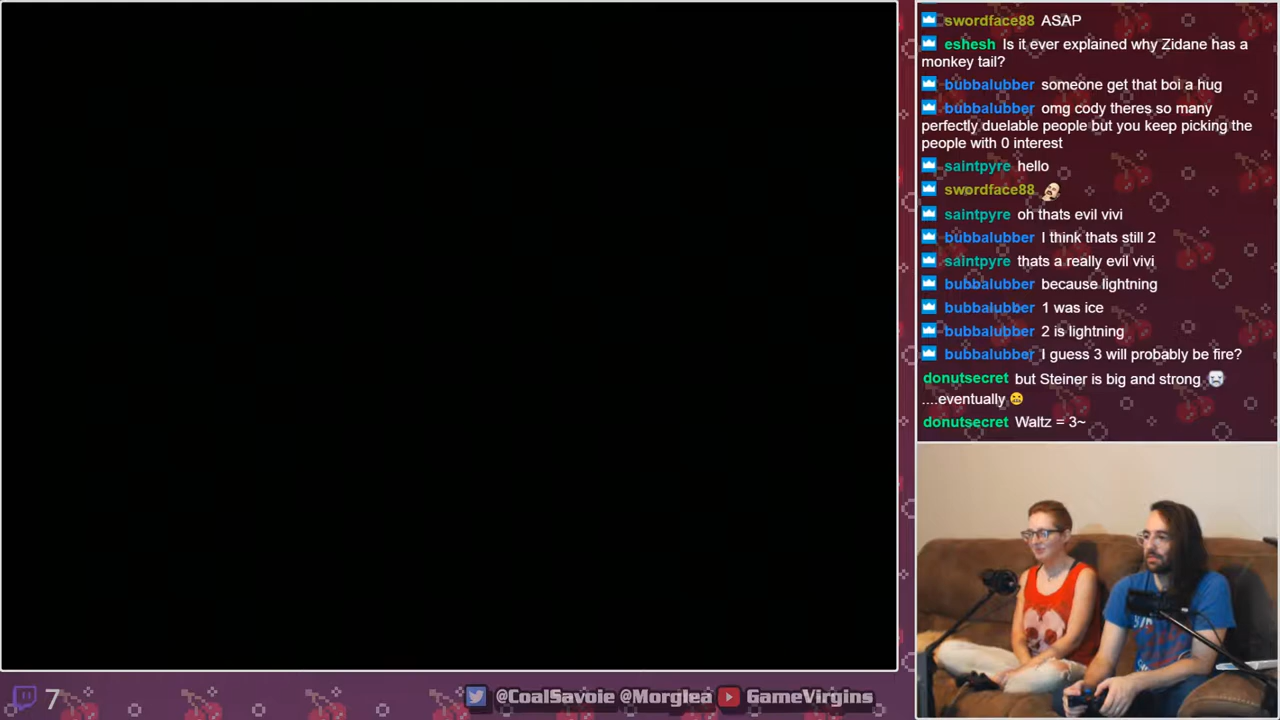 swordface88 ASAP
eshesh Is it ever explained why Zidane has a
monkey tail?
bubbalubber someone get that boi a hug
bubbalubber omg cody theres so many
perfectly duelable people but you keep picking the
people with 0 interest
saintpyre hello
swordface88
saintpyre oh thats evil vivi
bubbalubber I think thats still 2
saintpyre thats a really evil vivi
bubbalubber because lightning
bubbalubber 1 was ice
bubbalubber 2 is lightning
bubbalubber I guess 3 will probably be fire?
donutsecret but Steiner is big and strong
....eventually
donutsecret Waltz = 3~
7
@CoalSavoie @Morglea GameVirgins